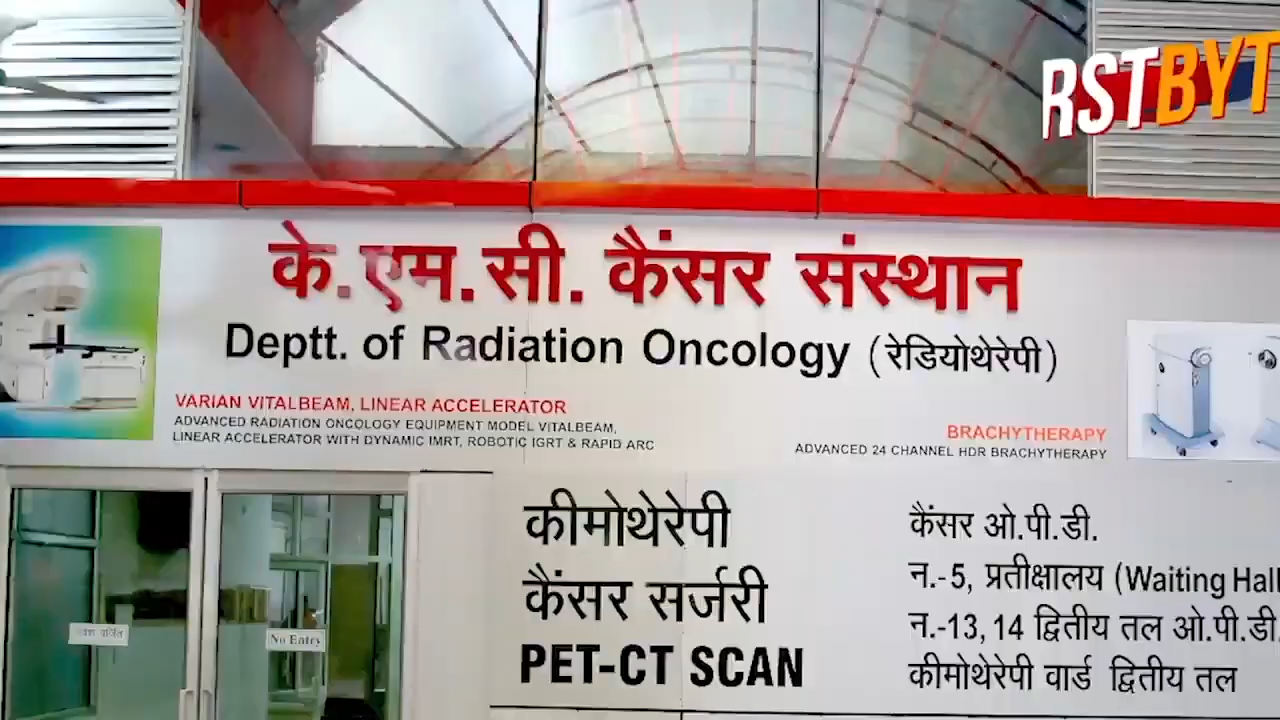 RSTBYT
के.एम.सी. कैंसर संस्थान
Deptt. of Radiation Oncology (रेडियोथेरेपी)
VARIAN VITALBEAM, LINEAR ACCELERATOR
ADVANCED RADIATION ONCOLOGY EQUIPMENT MODEL VITALBEAM,
LINEAR ACCELERATOR WITH DYNAMIC IMRT, ROBOTIC IGRT & RAPID ARC
BRACHYTHERAPY
ADVANCED 24 CHANNEL HDR BRACHYTHERAPY
कीमोथेरेपी
कैंसर सर्जरी
PET-CT SCAN
कैंसर ओ.पी.डी.
न.-5, प्रतीक्षालय (Waiting Hall
न.-13, 14 द्वितीय तल ओ.पी.डी
कीमोथेरेपी वार्ड द्वितीय तल
No Entry